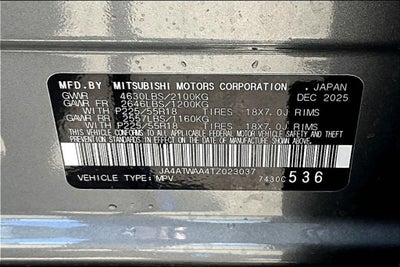 MFD.BY MITSUBISHI MOTORS CORPORATION, JAPAN
GVWR 4630LBS/2100KG DEC 2025
GAWR FR 2646LBS/1200KG
WITH P225/55R18 TIRES 18X7.0J RIMS
GAWR RR 2557LBS/1160KG
WITH P225/55R18 TIRES 18X7.0J RIMS
THIS VEHICLE CONFORMS TO ALL APPLICABLE FEDERAL MOTOR VEHICLE SAFETY
STANDARDS IN EFFECT ON THE DATE OF MANUFACTURE SHOWN ABOVE.
JA4ATWAA4TZ023037
VEHICLE TYPE:MPV 7430C 536